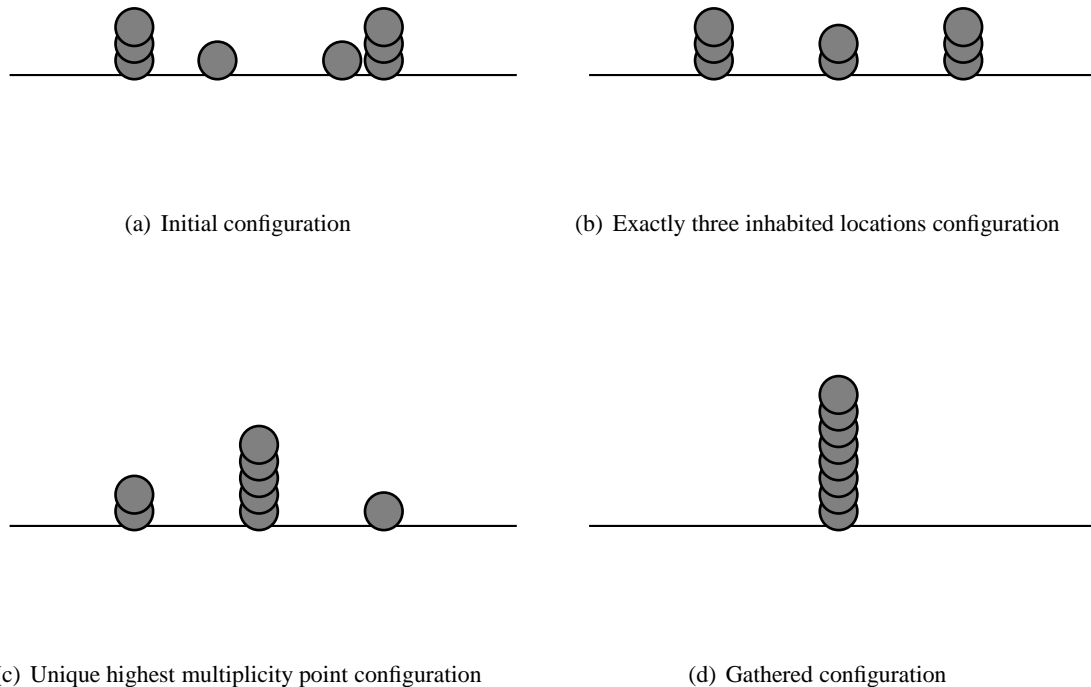 (a) Initial configuration
(b) Exactly three inhabited locations configuration
(c) Unique highest multiplicity point configuration
(d) Gathered configuration